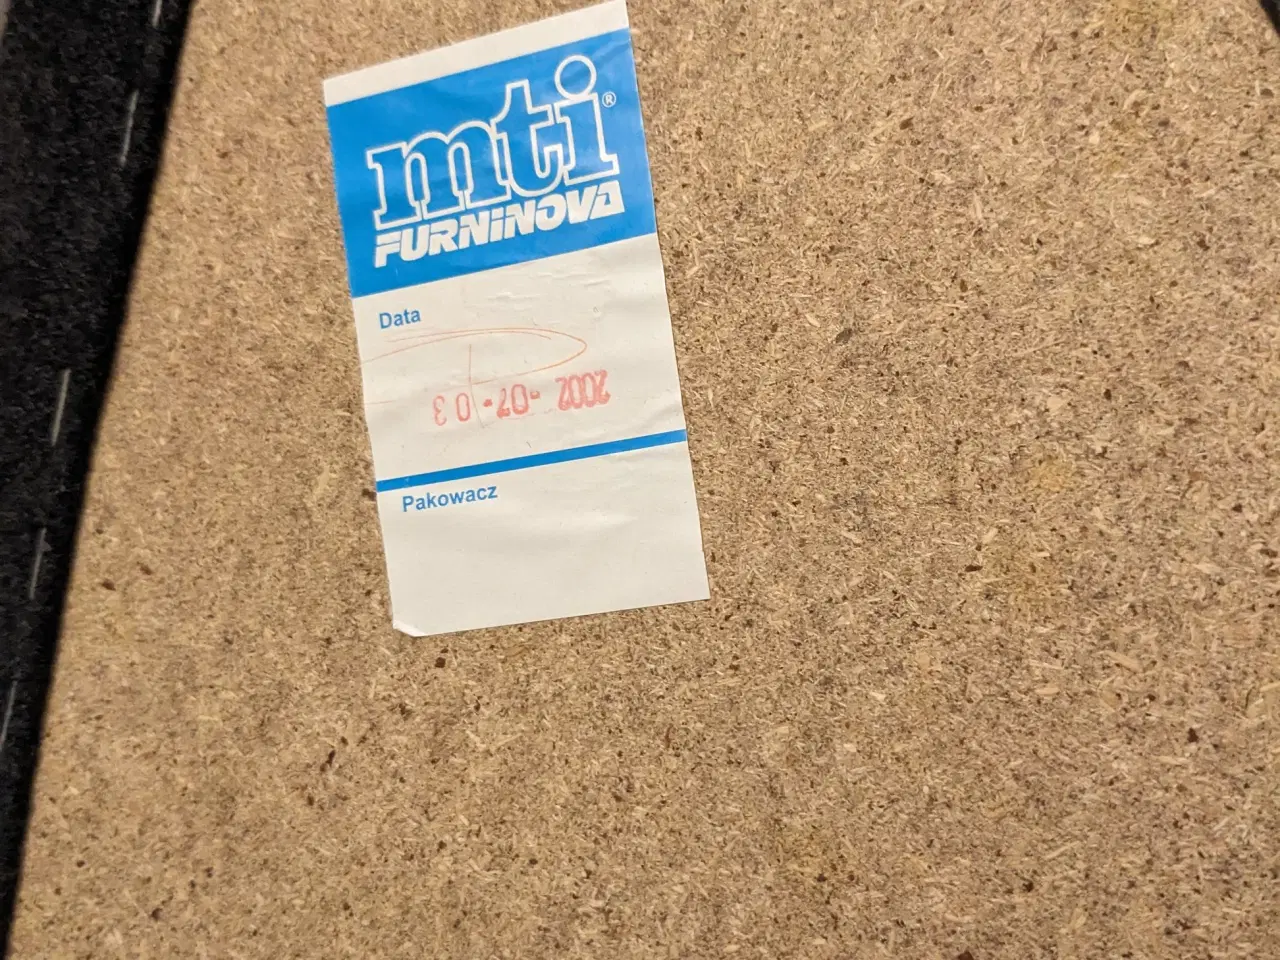 mti®
FURNINOVA
Data
2002 -07- 03
Pakowacz